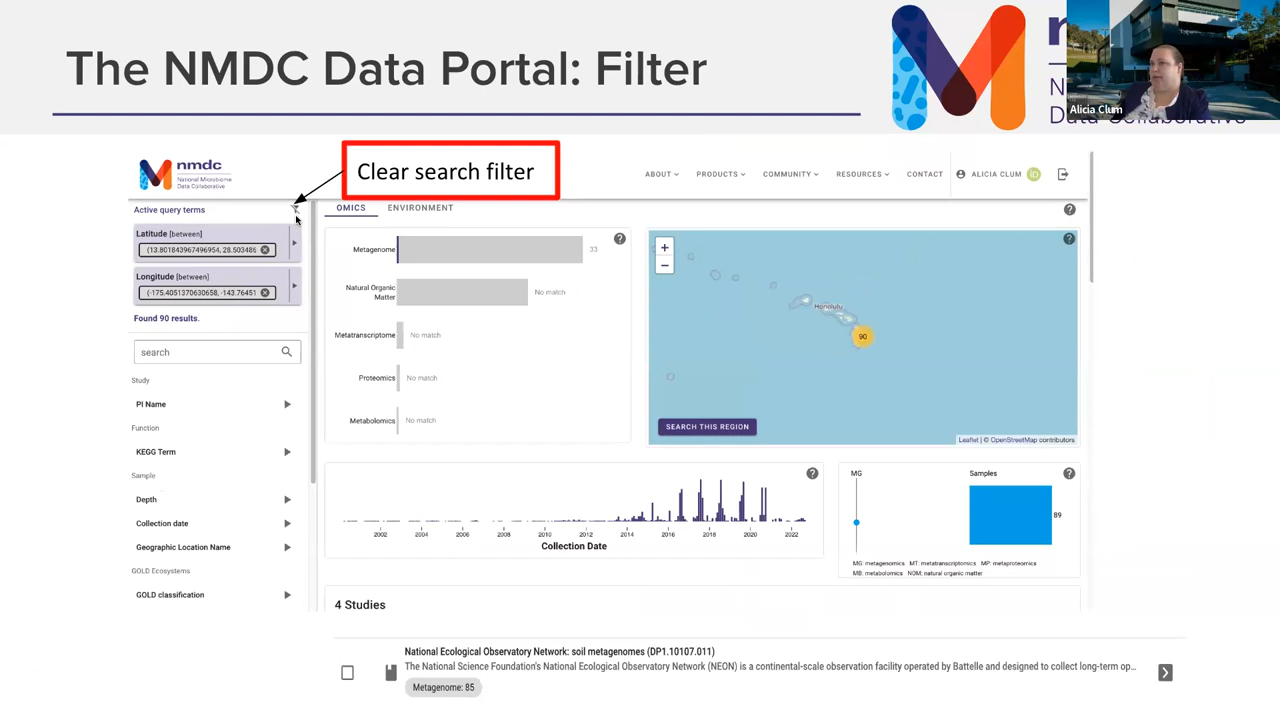 The NMDC Data Portal: Filter
Alicia Clum
nmdc
National Microbiome
Data Collaborative
Clear search filter
ABOUT
PRODUCTS
COMMUNITY
RESOURCES
CONTACT
ALICIA CLUM
iD
Active query terms
OMICS
ENVIRONMENT
Latitude [between]
(13.801843967496954, 28.503486
Longitude [between]
(-175.4051370630658, -143.76451
Found 90 results.
search
Study
PI Name
Function
KEGG Term
Sample
Depth
Collection date
Geographic Location Name
GOLD Ecosystems
GOLD classification
Metagenome
33
Natural Organic
Matter
No match
Metatranscriptome
No match
Proteomics
No match
Metabolomics
No match
+
−
Honolulu
90
SEARCH THIS REGION
Leaflet | © OpenStreetMap contributors
2002 2004 2006 2008 2010 2012 2014 2016 2018 2020 2022
Collection Date
MG
Samples
89
MG: metagenomics MT: metatranscriptomics MP: metaproteomics
MB: metabolomics NOM: natural organic matter
4 Studies
National Ecological Observatory Network: soil metagenomes (DP1.10107.011)
The National Science Foundation's National Ecological Observatory Network (NEON) is a continental-scale observation facility operated by Battelle and designed to collect long-term op...
Metagenome: 85